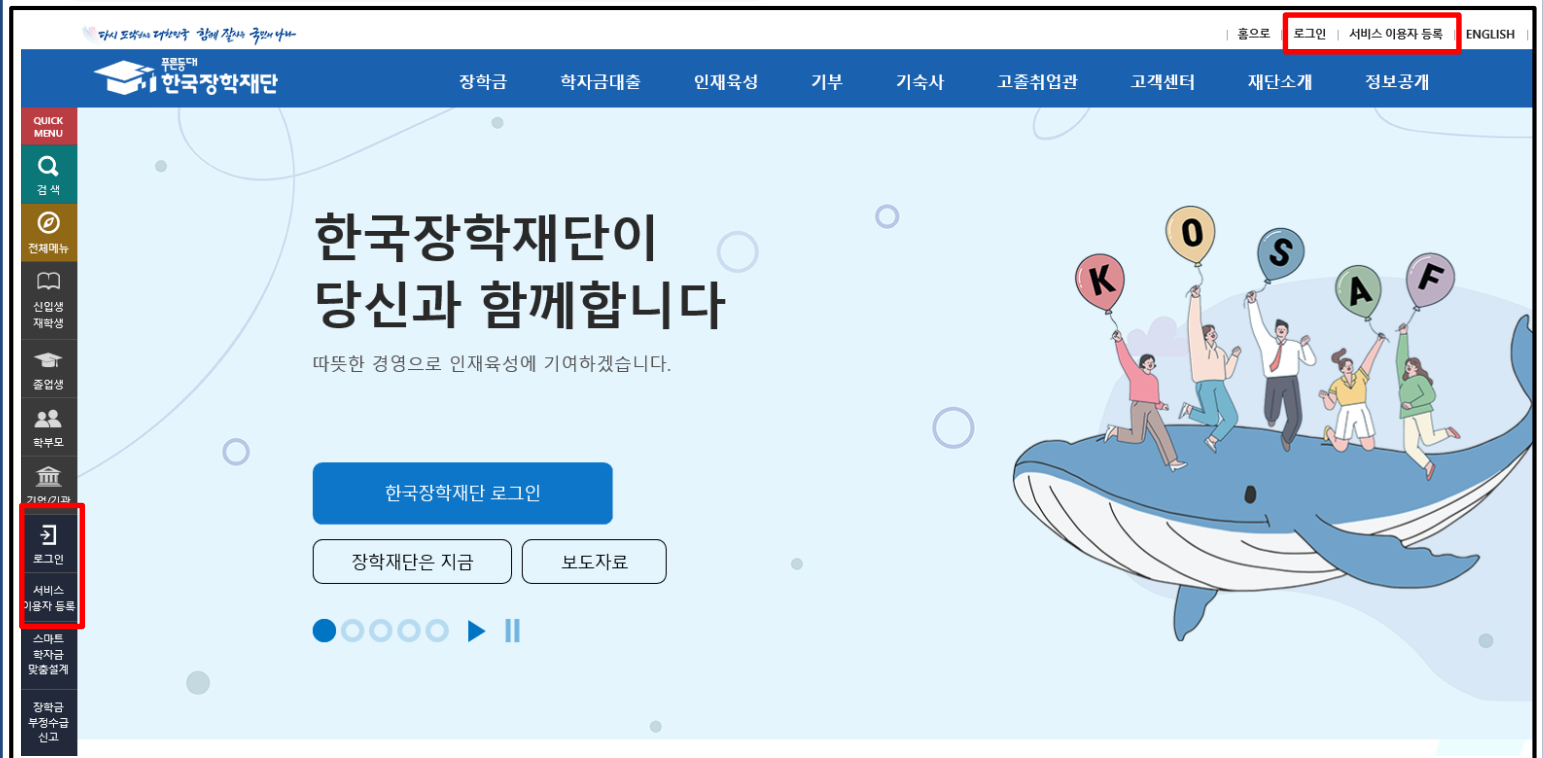 다시 도약하는 대한민국 함께 잘사는 국민의 나라
홈으로 | 로그인 | 서비스 이용자 등록 | ENGLISH |
푸른등대
한국장학재단
장학금 학자금대출 인재육성 기부 기숙사 고졸취업관 고객센터 재단소개 정보공개
QUICK
MENU
검색
전체메뉴
신입생
재학생
졸업생
학부모
기업/기관
로그인
서비스
이용자 등록
스마트
학자금
맞춤설계
장학금
부정수급
신고
한국장학재단이
당신과 함께합니다
따뜻한 경영으로 인재육성에 기여하겠습니다.
한국장학재단 로그인
장학재단은 지금
보도자료
K O S A F